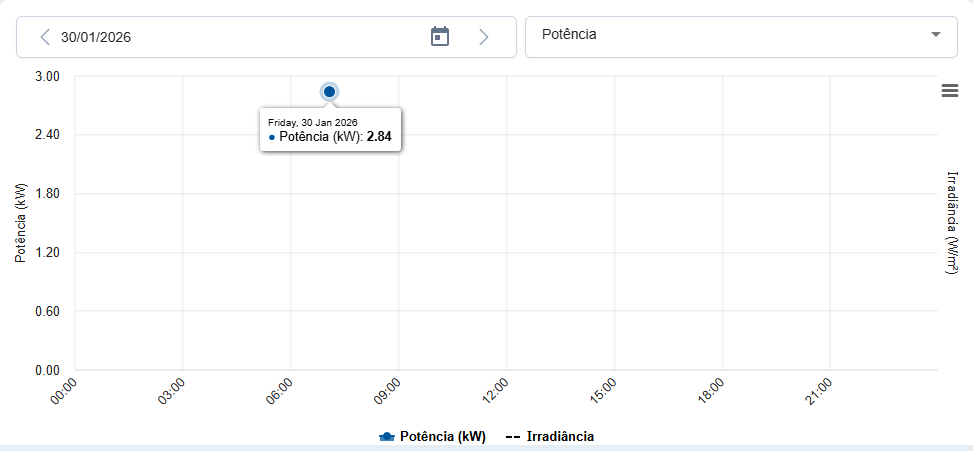 30/01/2026
Potência
3.00
2.40
1.80
1.20
0.60
0.00
Potência (kW)
Friday, 30 Jan 2026
Potência (kW): 2.84
Irradiância (W/m²)
00:00
03:00
06:00
09:00
12:00
15:00
18:00
21:00
Potência (kW)
Irradiância